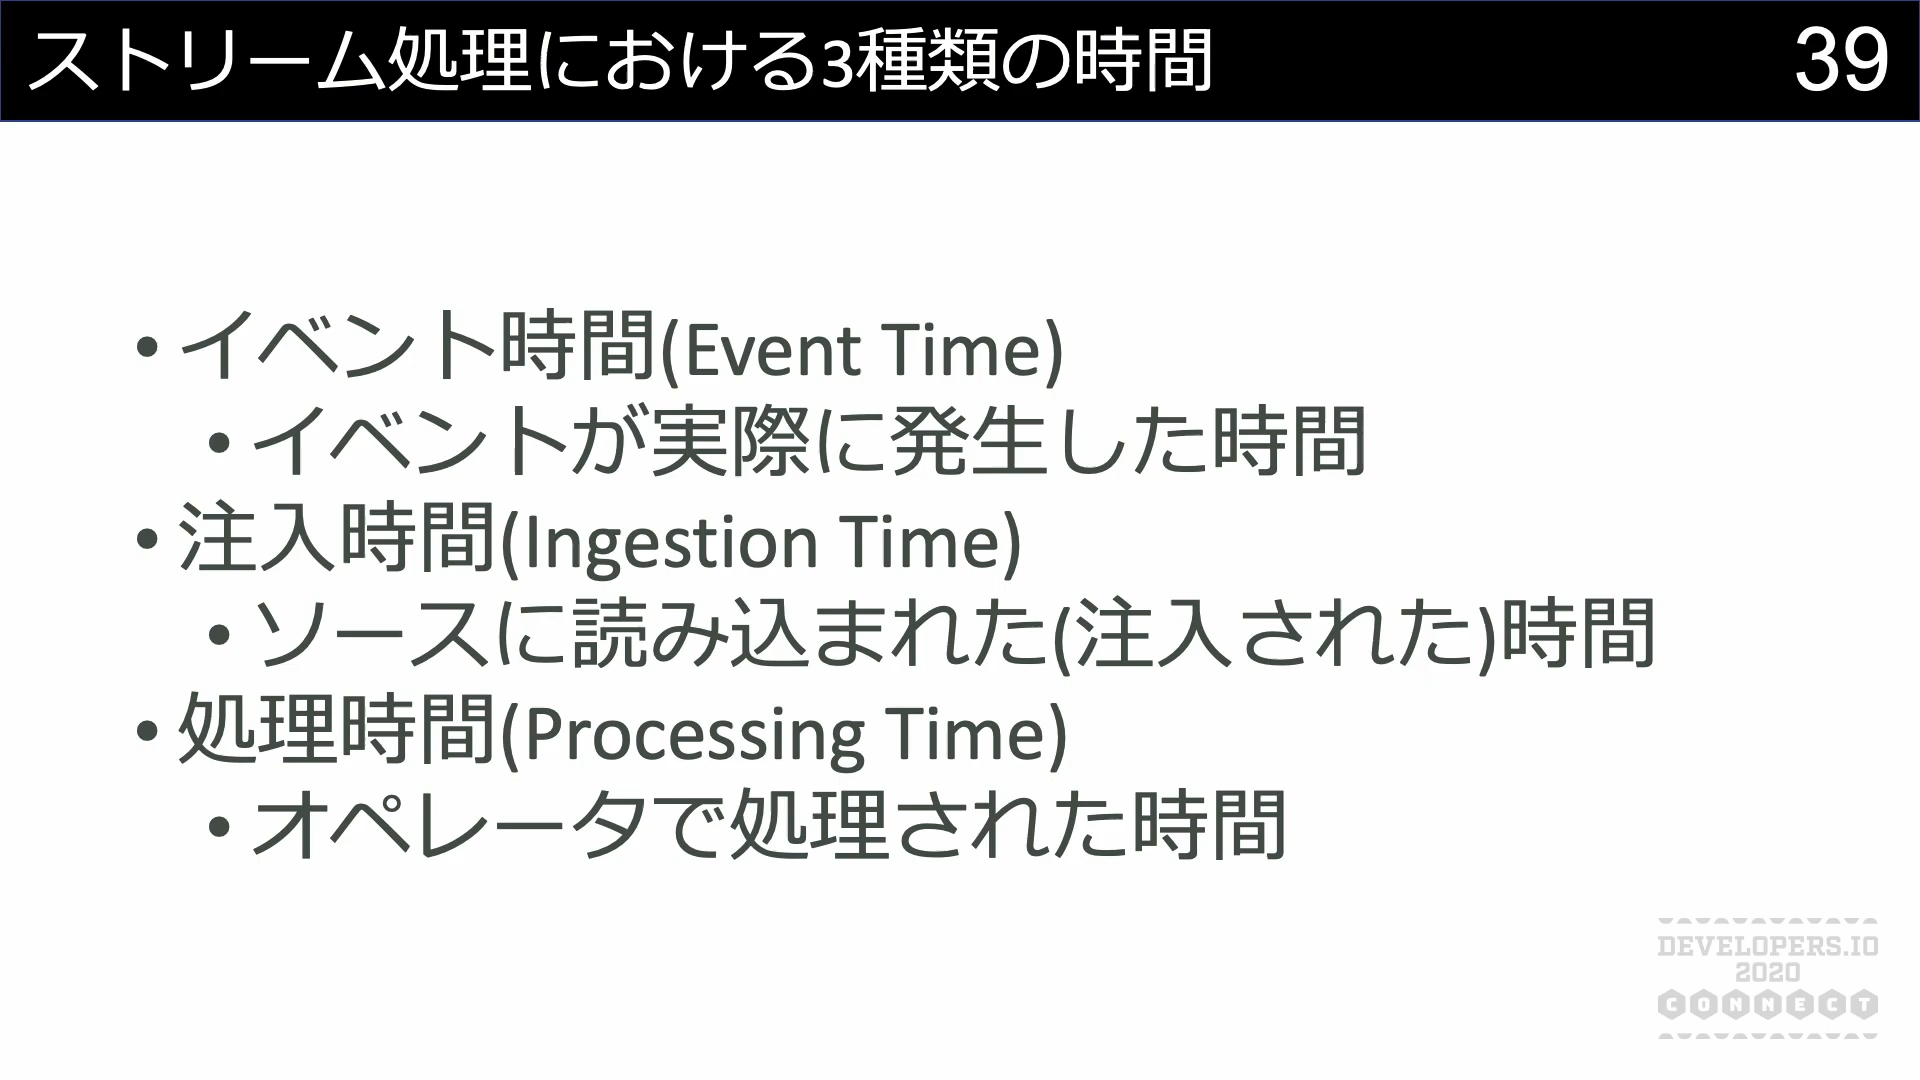 ストリーム処理における3種類の時間
39
• イベント時間(Event Time)
• イベントが実際に発生した時間
• 注入時間(Ingestion Time)
• ソースに読み込まれた(注入された)時間
• 処理時間(Processing Time)
• オペレータで処理された時間
DEVELOPERS.IO
2020
CONNECT